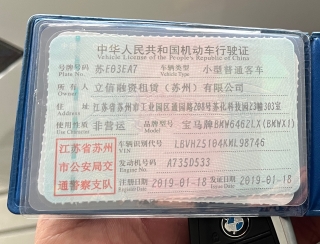 中华人民共和国机动车行驶证
Vehicle License of the People's Republic of China
号牌号码 苏E03EA7 车辆类型 小型普通客车
Plate No. Vehicle Type
所有人 立信融资租赁(苏州)有限公司
Owner
住址 江苏省苏州市工业园区通园路208号苏化科技园23幢303室
Address
使用性质 非营运 品牌型号 宝马牌BMW6462LX(BMWX1)
Use Character Model
江苏省苏州市公安局交通警察支队
车辆识别代号 LBVHZ5104KML98746
VIN
发动机号码 A735D533
Engine No.
注册日期 2019-01-18 发证日期 2019-01-18
Issue Date
BMW